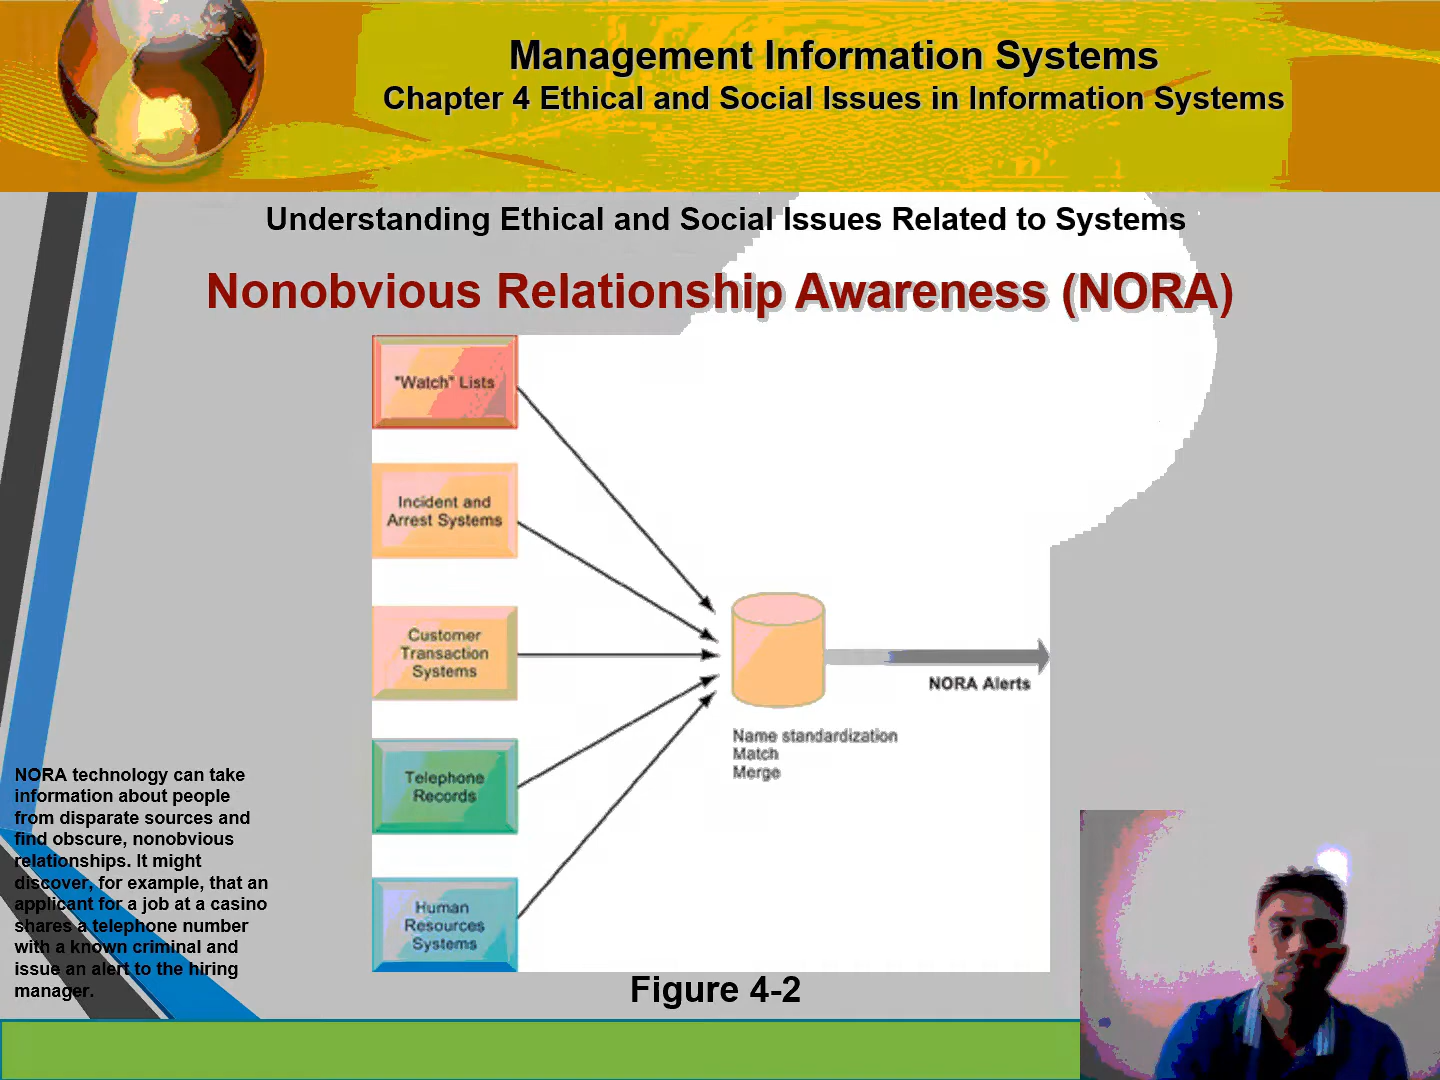 Management Information Systems
Chapter 4 Ethical and Social Issues in Information Systems
Understanding Ethical and Social Issues Related to Systems
Nonobvious Relationship Awareness (NORA)
"Watch" Lists
Incident and
Arrest Systems
Customer
Transaction
Systems
Telephone
Records
Human
Resources
Systems
Name standardization
Match
Merge
NORA Alerts
NORA technology can take
information about people
from disparate sources and
find obscure, nonobvious
relationships. It might
discover, for example, that an
applicant for a job at a casino
shares a telephone number
with a known criminal and
issue an alert to the hiring
manager.
Figure 4-2